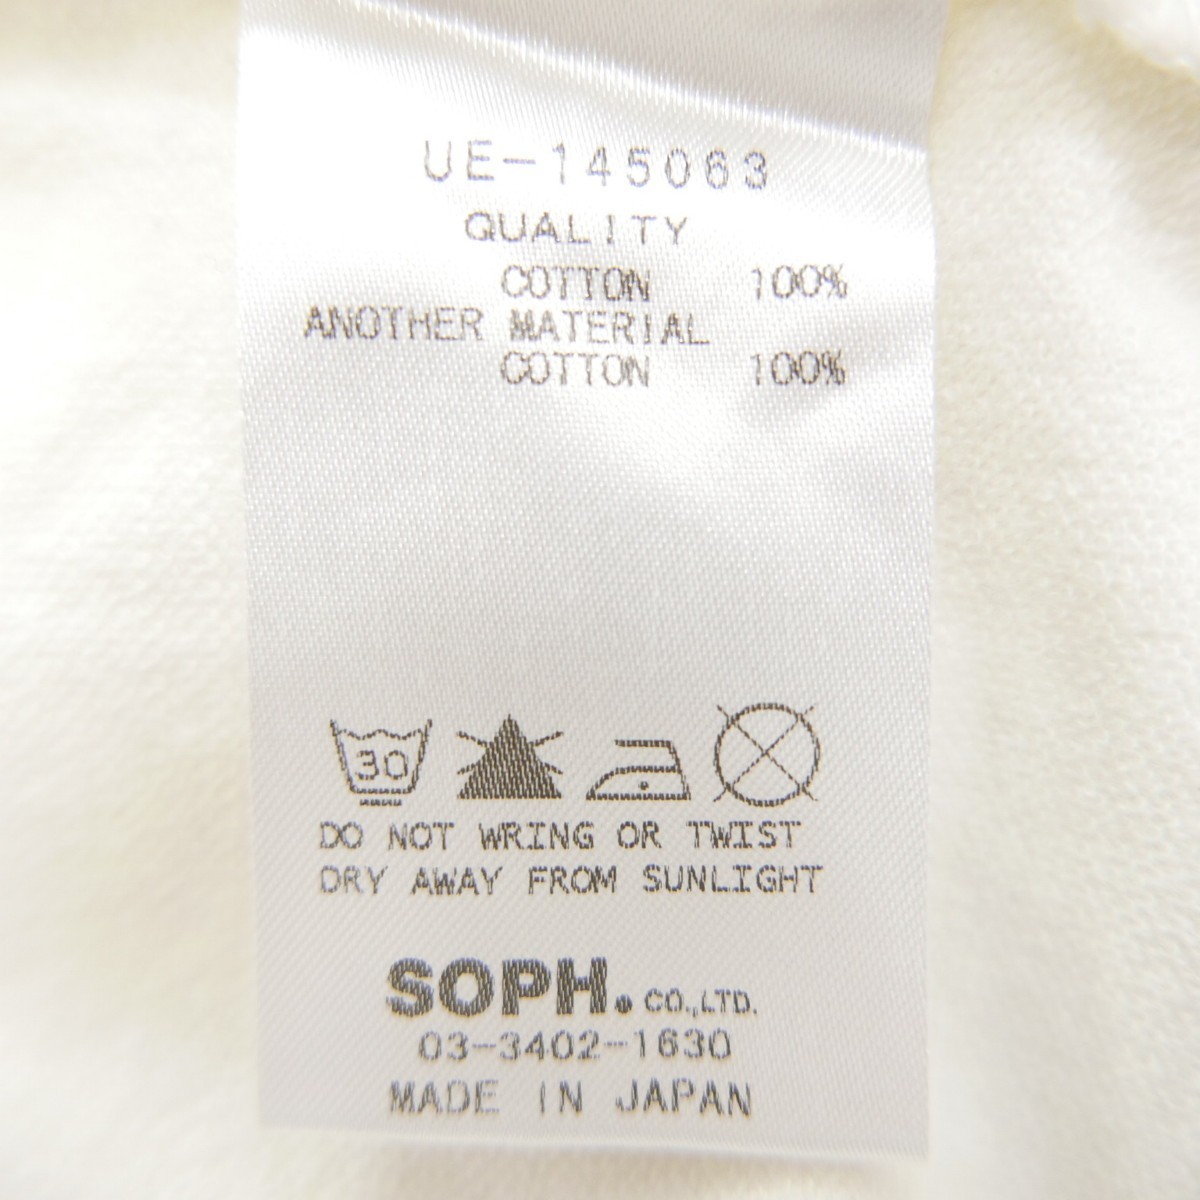 UE-145063
QUALITY
COTTON 100%
ANOTHER MATERIAL
COTTON 100%
30
DO NOT WRING OR TWIST
DRY AWAY FROM SUNLIGHT
SOPH. CO.,LTD.
03-3402-1630
MADE IN JAPAN